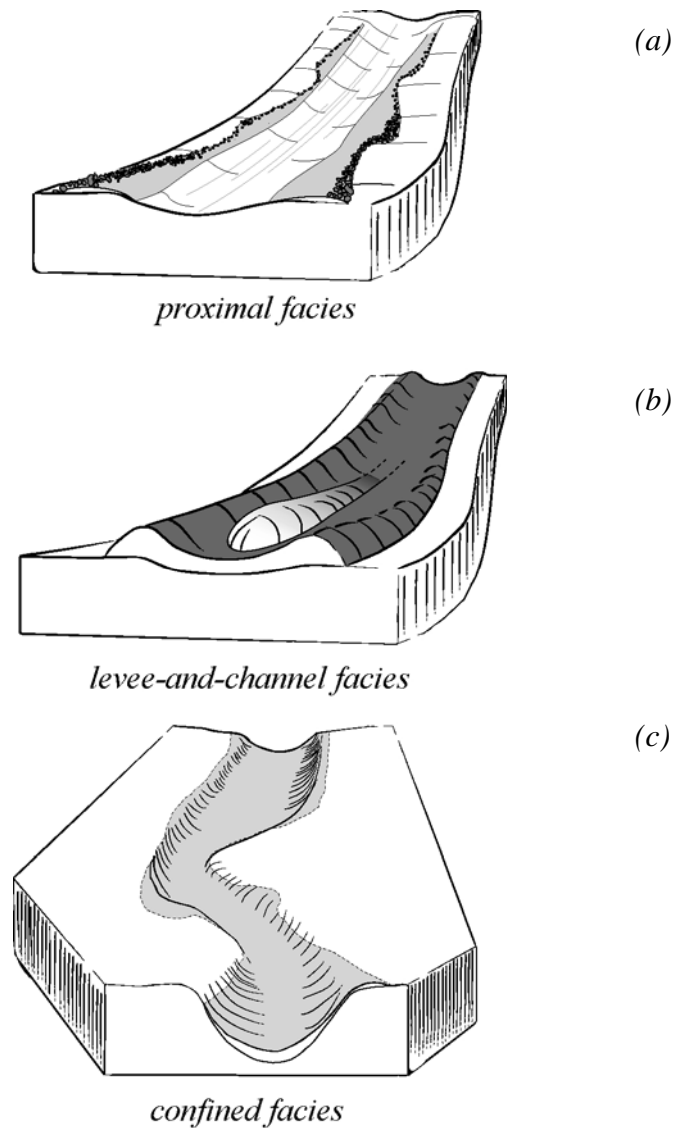 (a)
proximal facies
(b)
levee-and-channel facies
(c)
confined facies